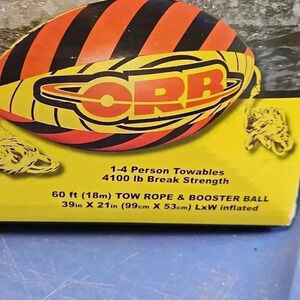 ORB
1-4 Person Towables
4100 lb Break Strength
60 ft (18m) TOW ROPE & BOOSTER BALL
39in X 21in (99cm X 53cm) LxW inflated